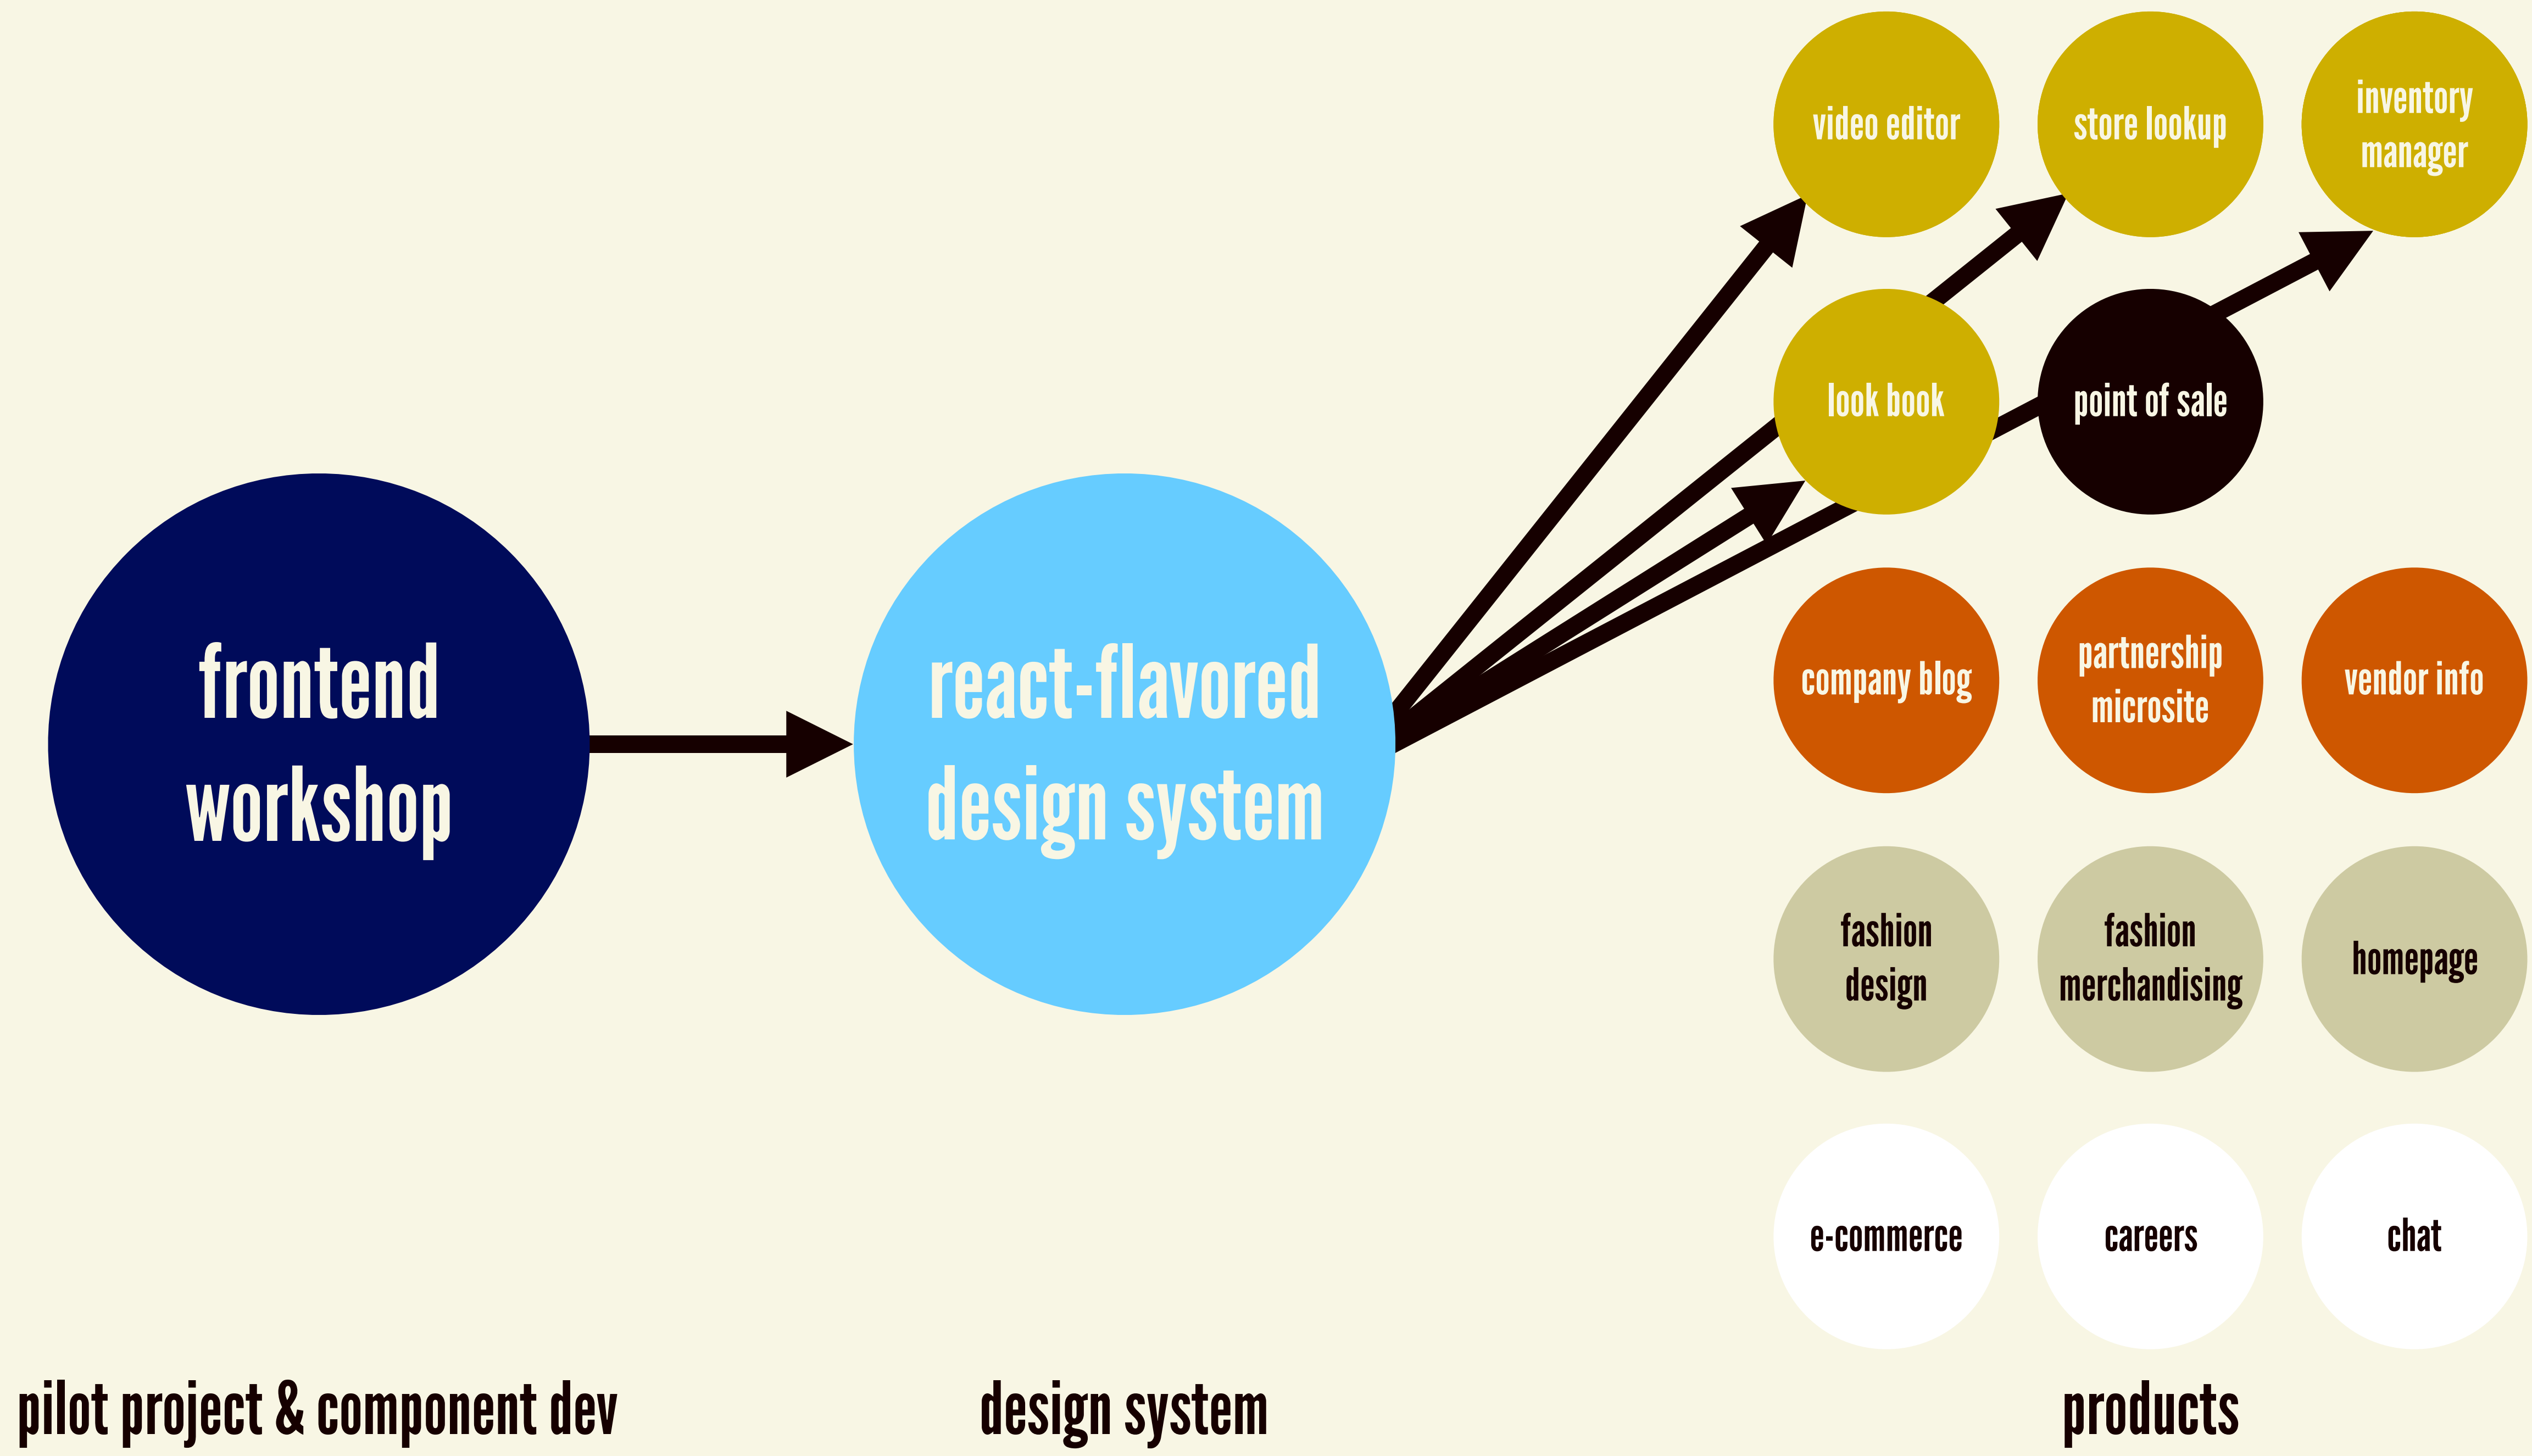 frontend
workshop
react-flavored
design system
video editor
store lookup
inventory
manager
look book
point of sale
company blog
partnership
microsite
vendor info
fashion
design
fashion
merchandising
homepage
e-commerce
careers
chat
pilot project & component dev
design system
products